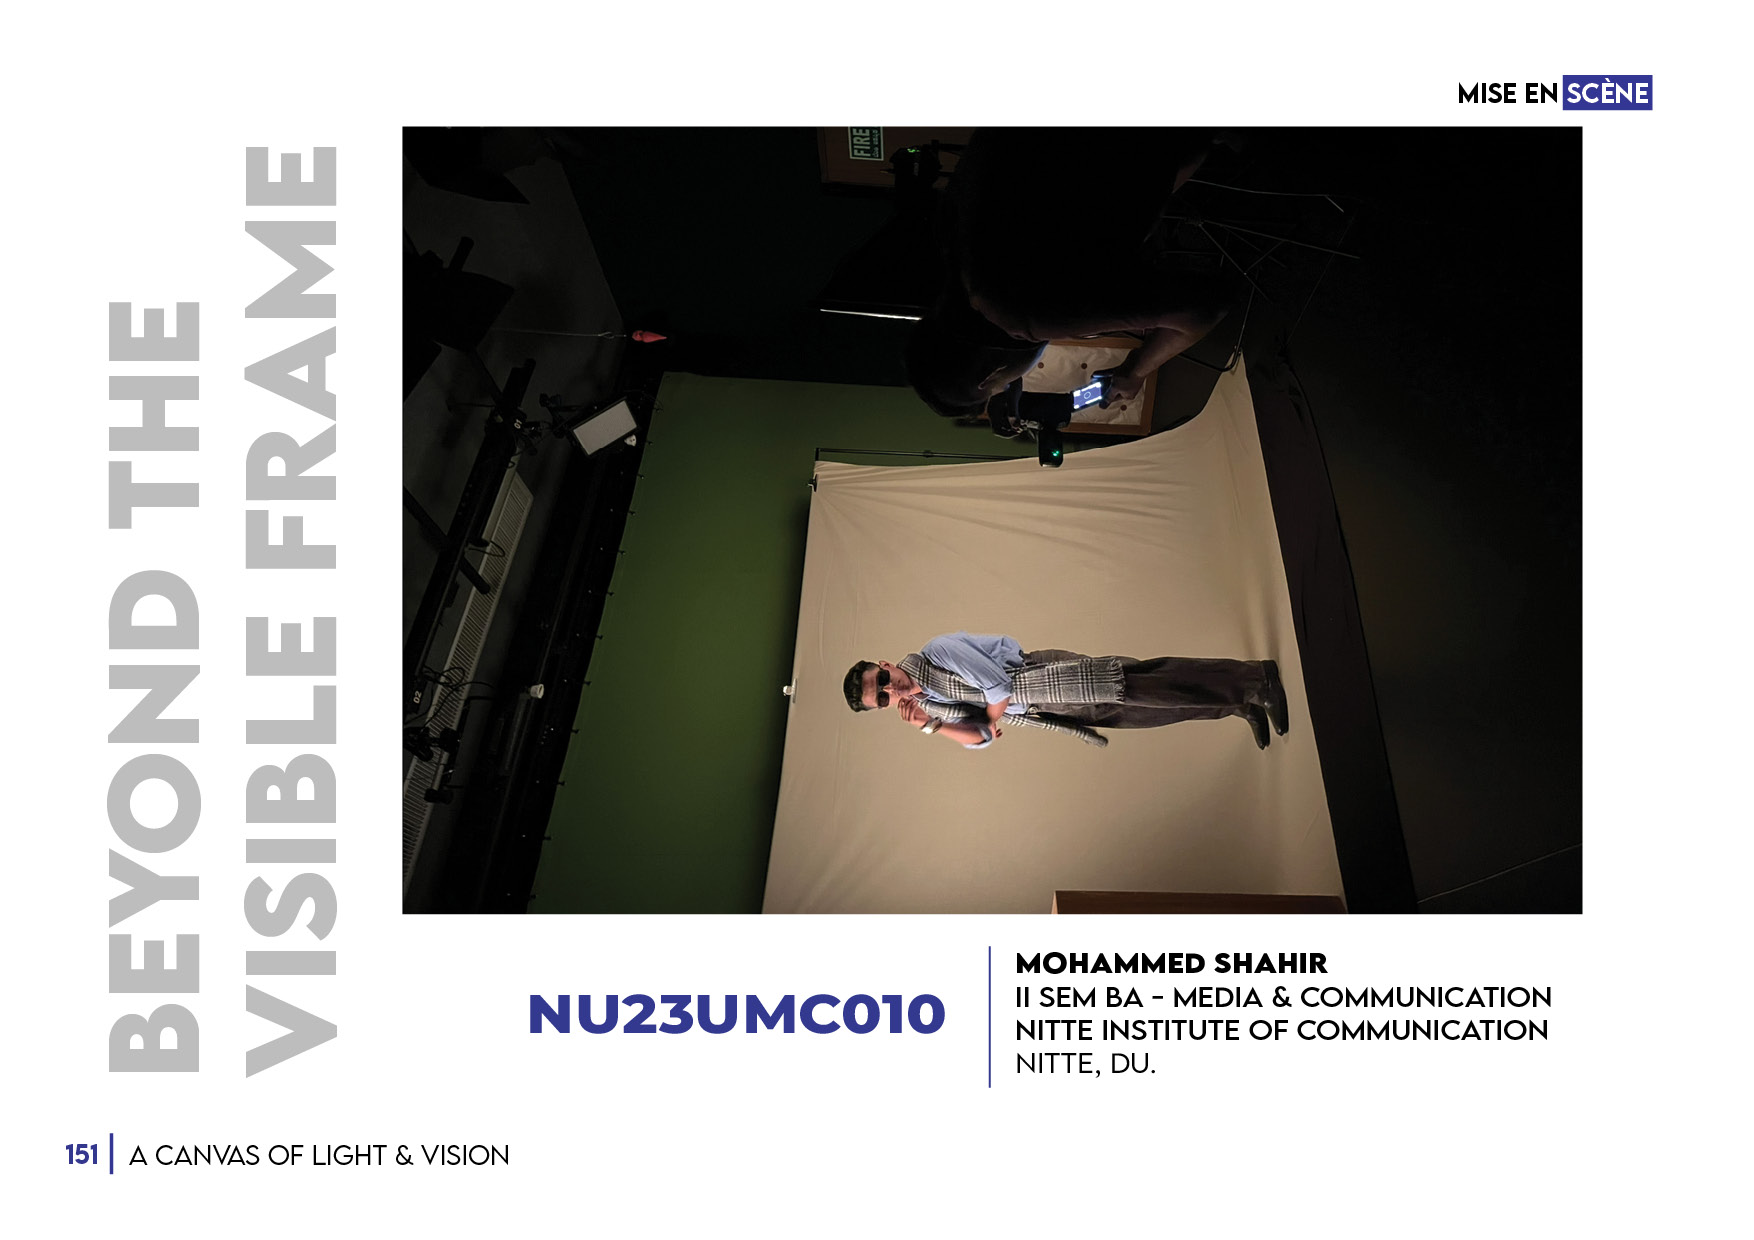 MISE EN SCÈNE
BEYOND THE
VISIBLE FRAME
FIRE
02
NU23UMC010
MOHAMMED SHAHIR
II SEM BA - MEDIA & COMMUNICATION
NITTE INSTITUTE OF COMMUNICATION
NITTE, DU.
151
A CANVAS OF LIGHT & VISION